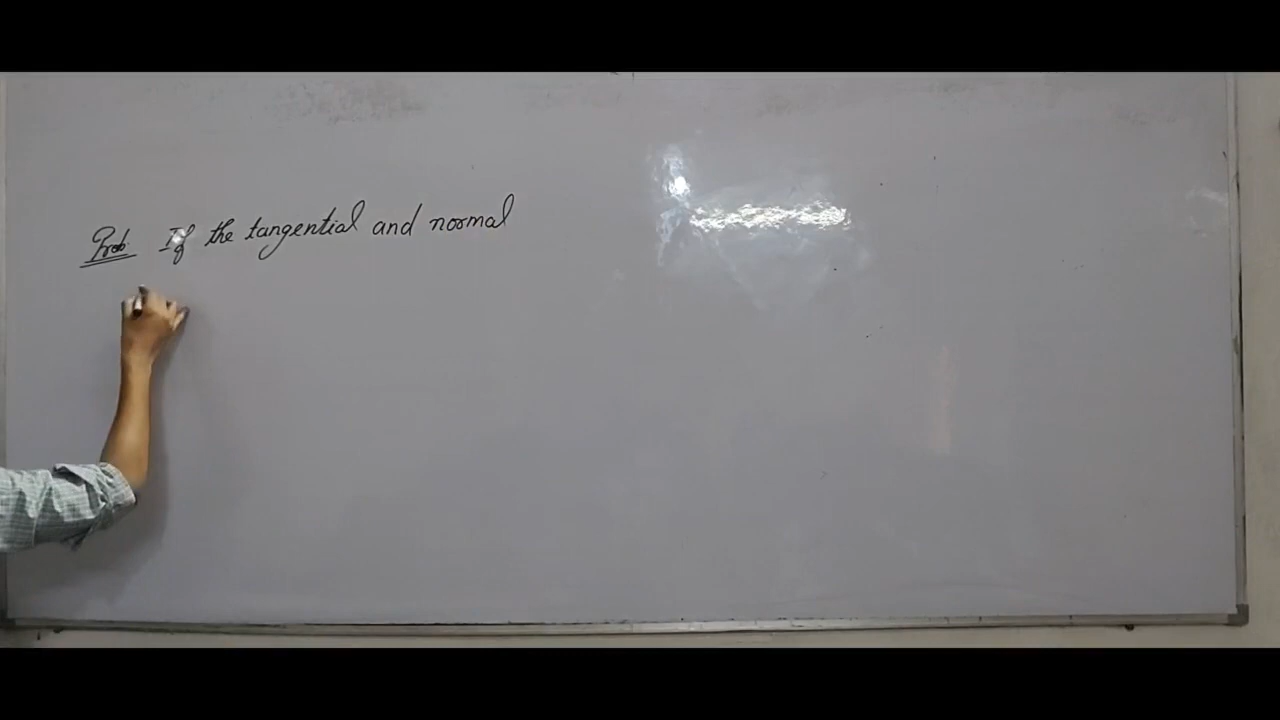 Prob. If the tangential and normal